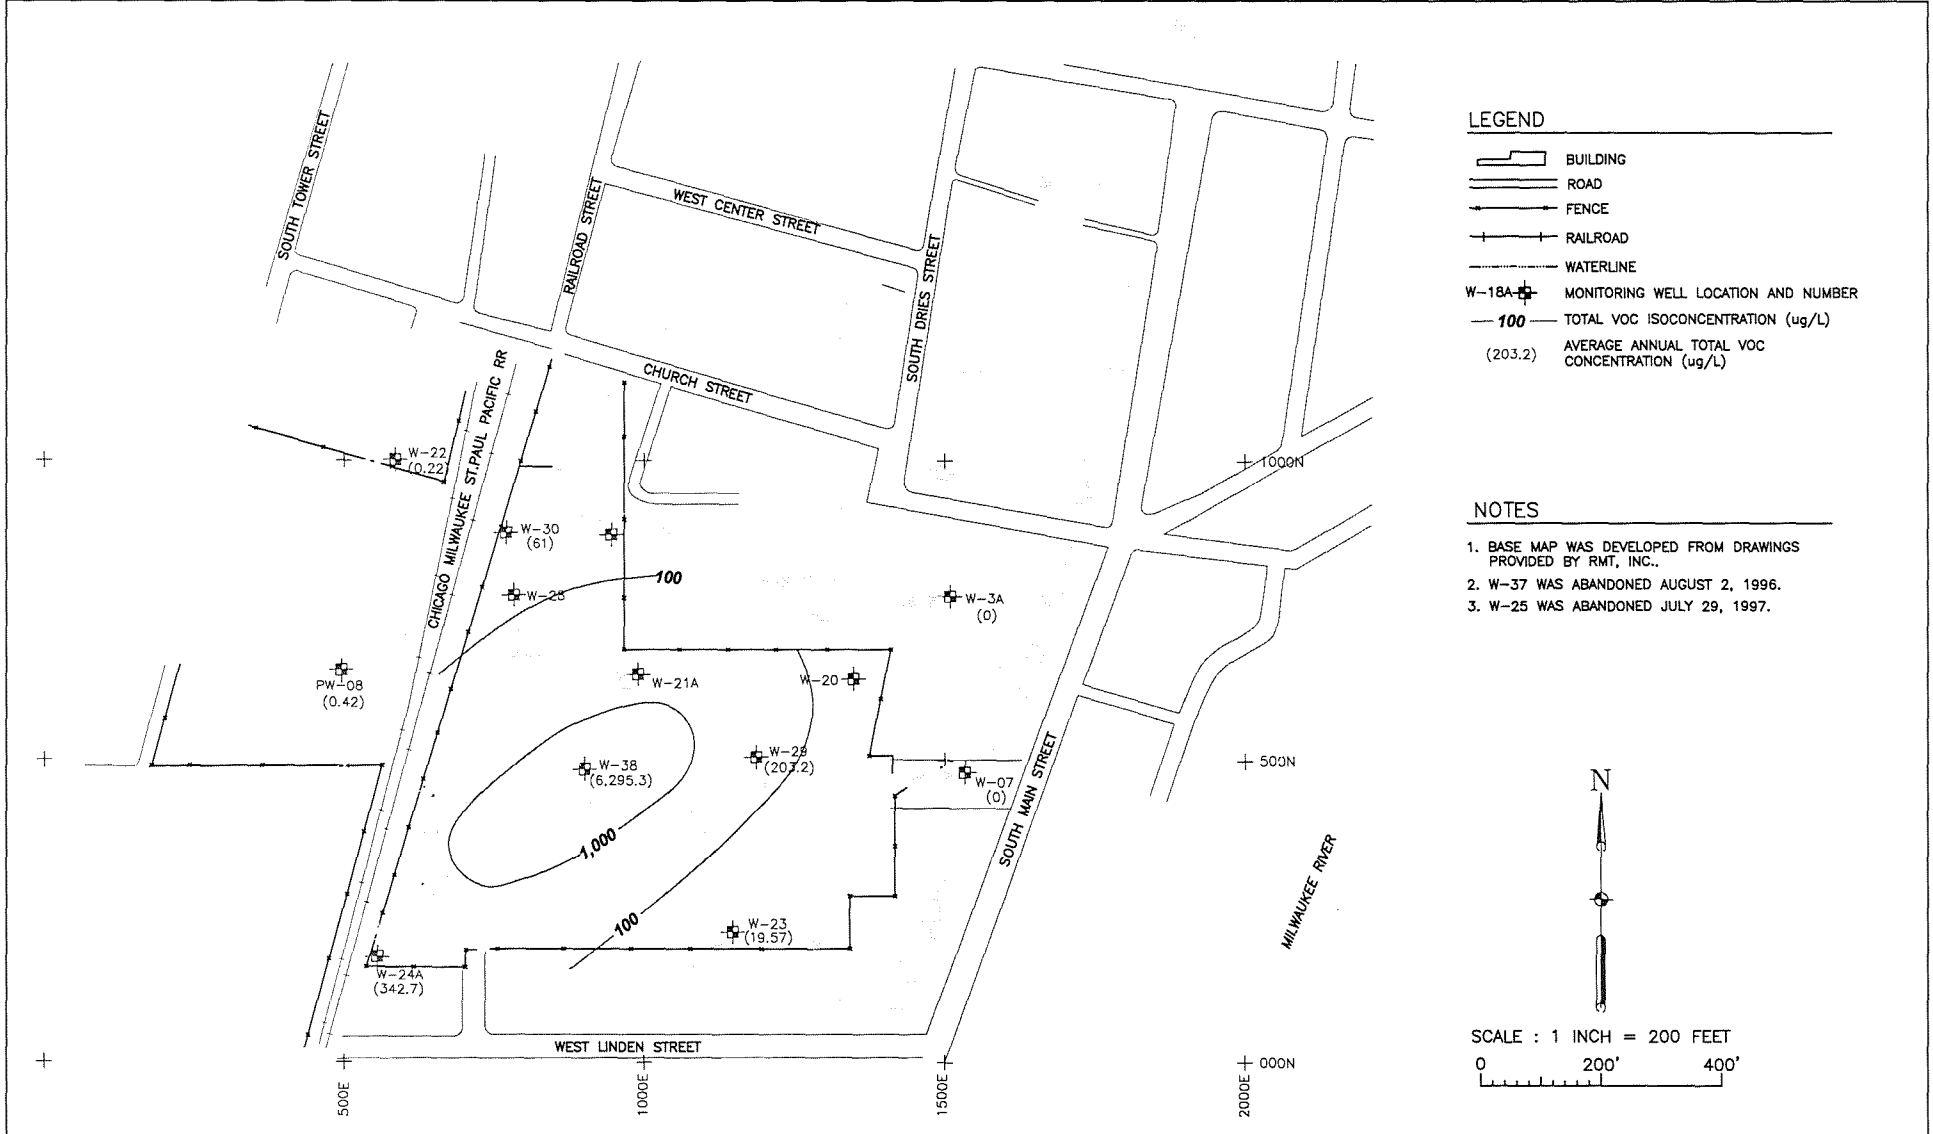 SOUTH TOWER STREET
RAILROAD STREET
WEST CENTER STREET
SOUTH DRIES STREET
CHURCH STREET
CHICAGO MILWAUKEE ST.PAUL PACIFIC RR
W-22
(0.22)
1000N
W-30
(61)
100
W-28
W-3A
(0)
PW-08
(0.42)
W-21A
W-20
W-38
(6,295.3)
W-29
(203.2)
500N
W-07
(0)
SOUTH MAIN STREET
1,000
MILWAUKEE RIVER
100
W-23
(19.57)
W-24A
(342.7)
WEST LINDEN STREET
000N
500E
1000E
1500E
2000E
LEGEND
BUILDING
ROAD
FENCE
RAILROAD
WATERLINE
W-18A MONITORING WELL LOCATION AND NUMBER
100 TOTAL VOC ISOCONCENTRATION (ug/L)
(203.2) AVERAGE ANNUAL TOTAL VOC
CONCENTRATION (ug/L)
NOTES
1. BASE MAP WAS DEVELOPED FROM DRAWINGS
PROVIDED BY RMT, INC..
2. W-37 WAS ABANDONED AUGUST 2, 1996.
3. W-25 WAS ABANDONED JULY 29, 1997.
N
SCALE : 1 INCH = 200 FEET
0 200' 400'